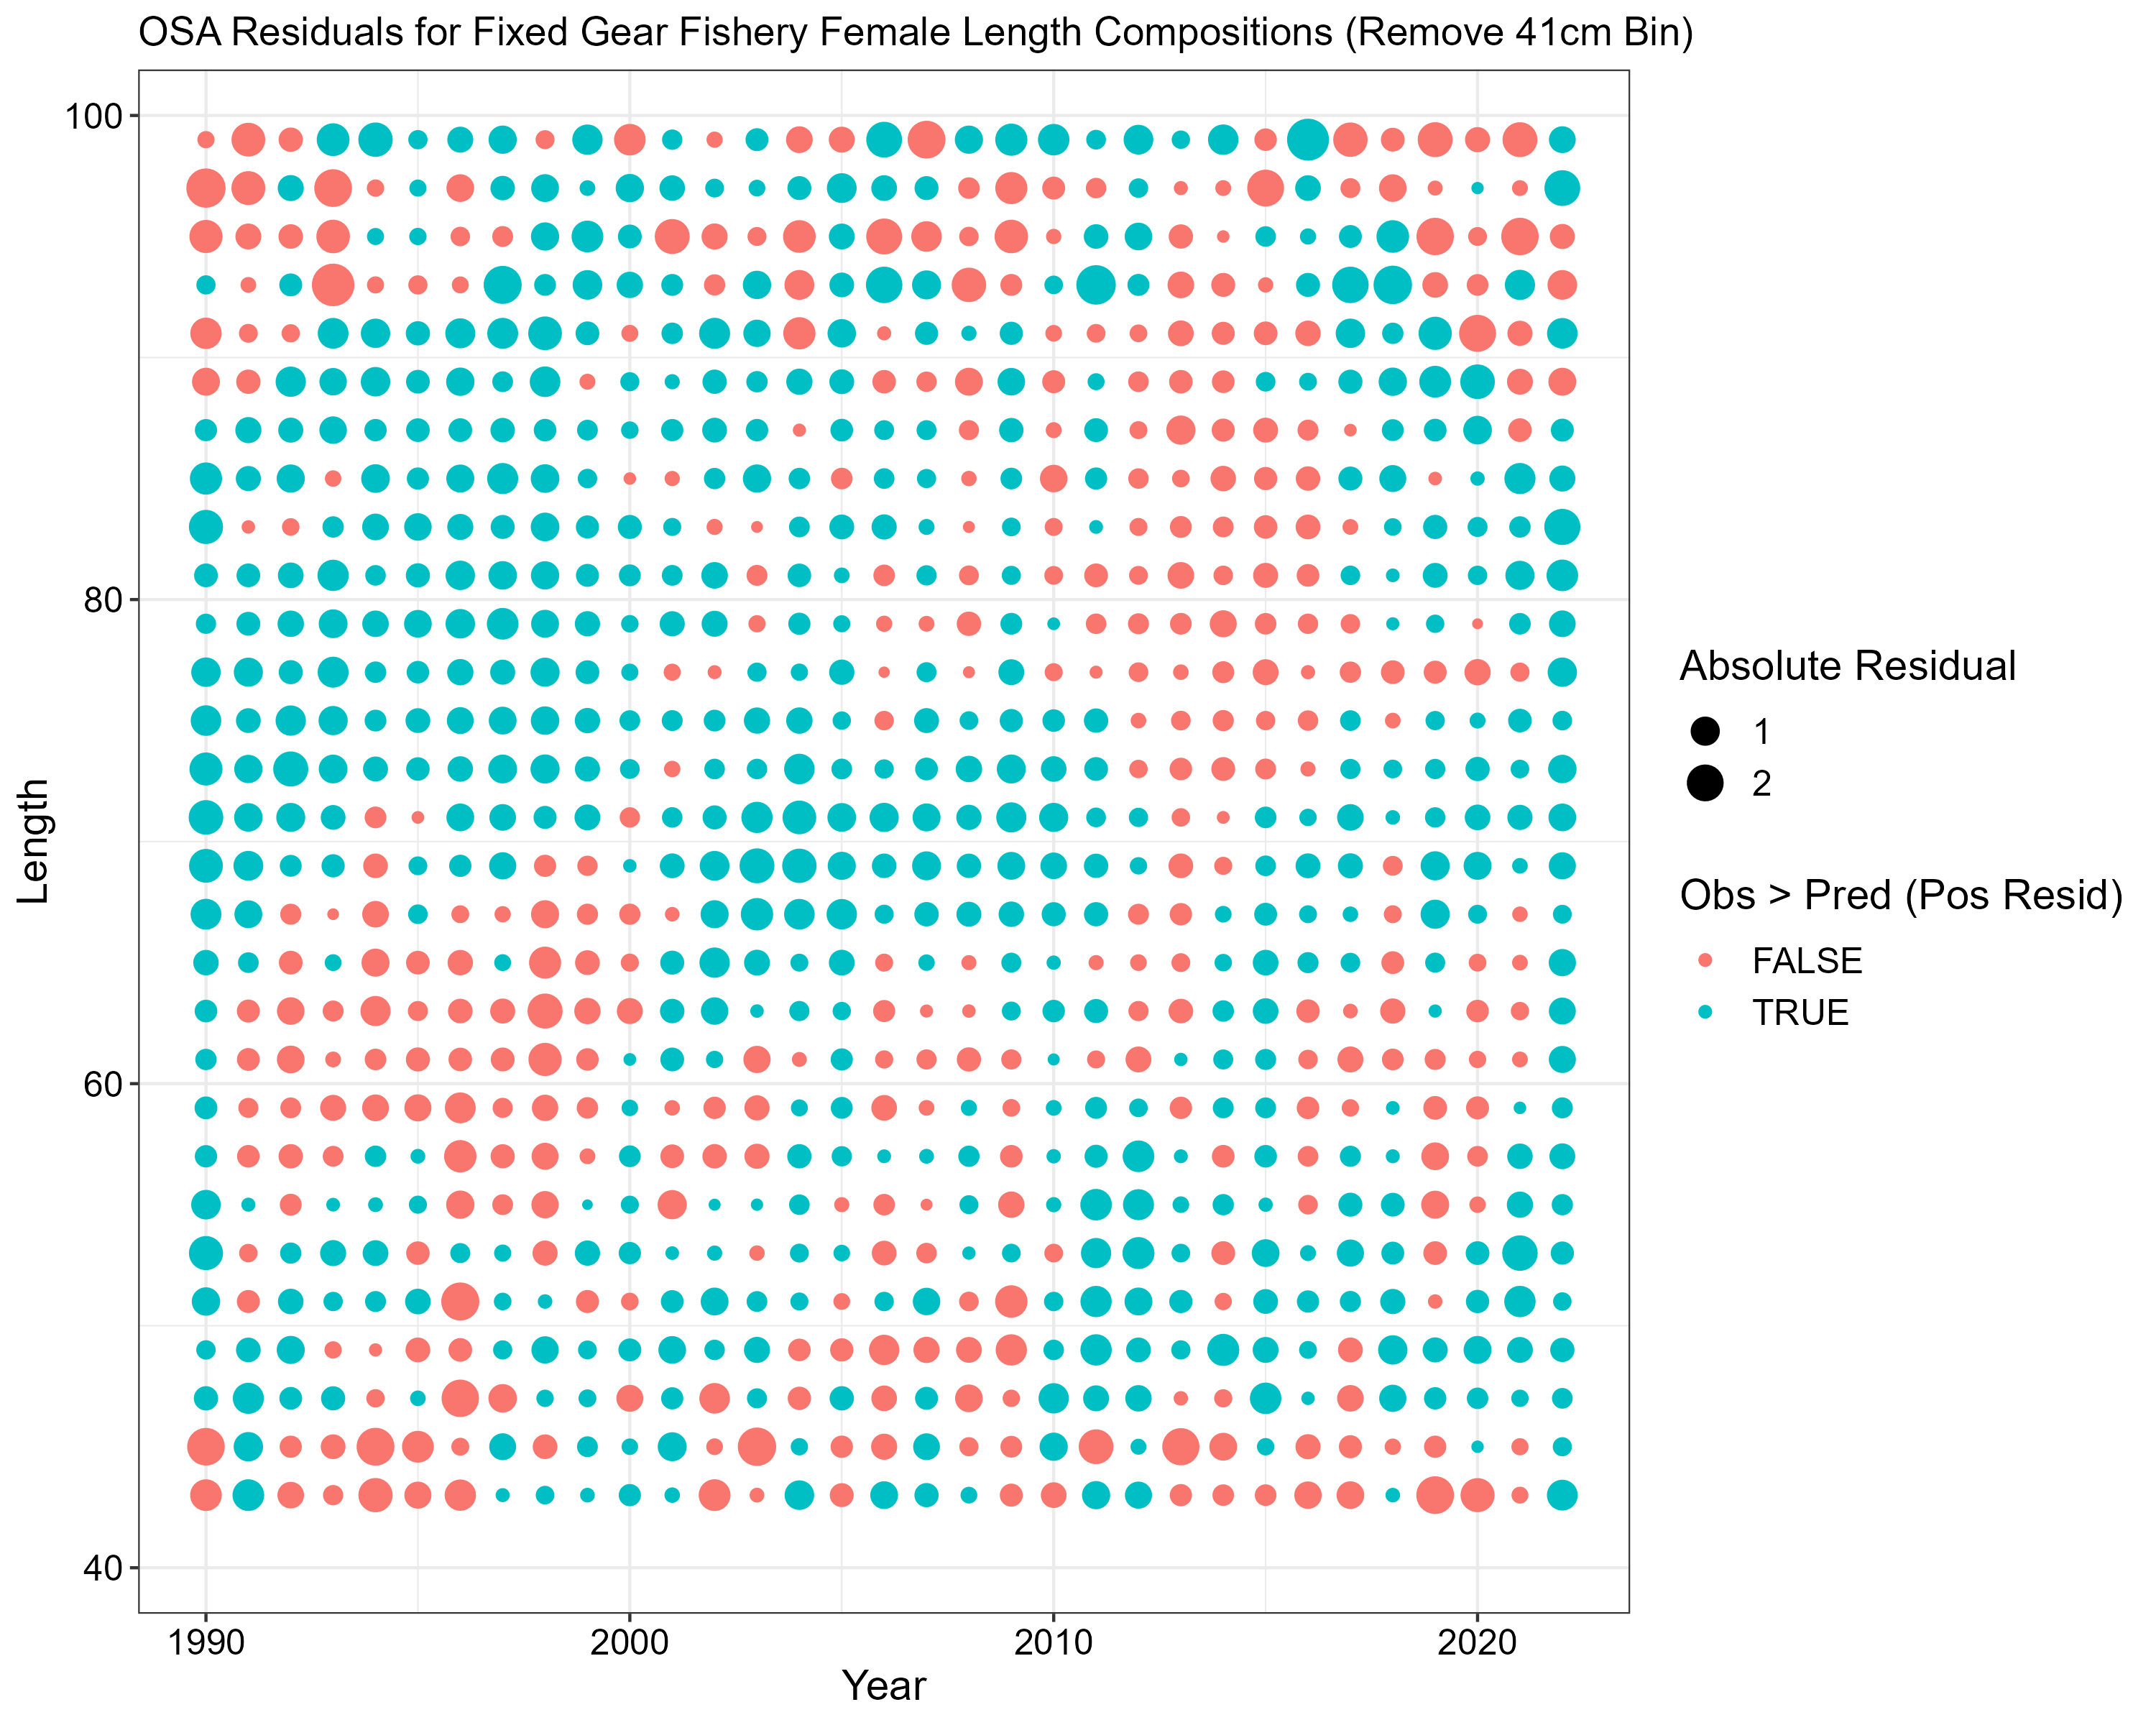 OSA Residuals for Fixed Gear Fishery Female Length Compositions (Remove 41cm Bin)
100
80
60
40
Length
1990 2000 2010 2020
Year
Absolute Residual
1
2
Obs > Pred (Pos Resid)
FALSE
TRUE